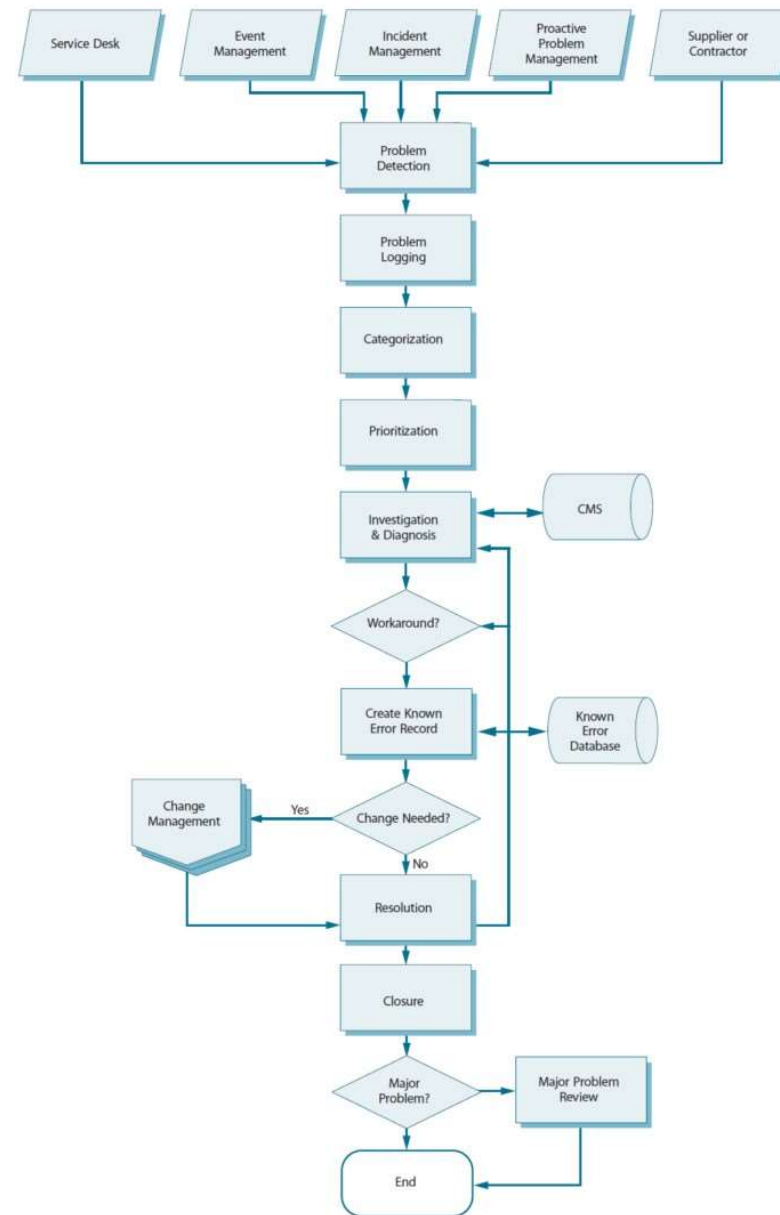 Service Desk
Event
Management
Incident
Management
Proactive
Problem
Management
Supplier or
Contractor
Problem
Detection
Problem
Logging
Categorization
Prioritization
Investigation
& Diagnosis
CMS
Workaround?
Create Known
Error Record
Known
Error
Database
Change
Management
Yes
Change Needed?
No
Resolution
Closure
Major
Problem?
Major Problem
Review
End